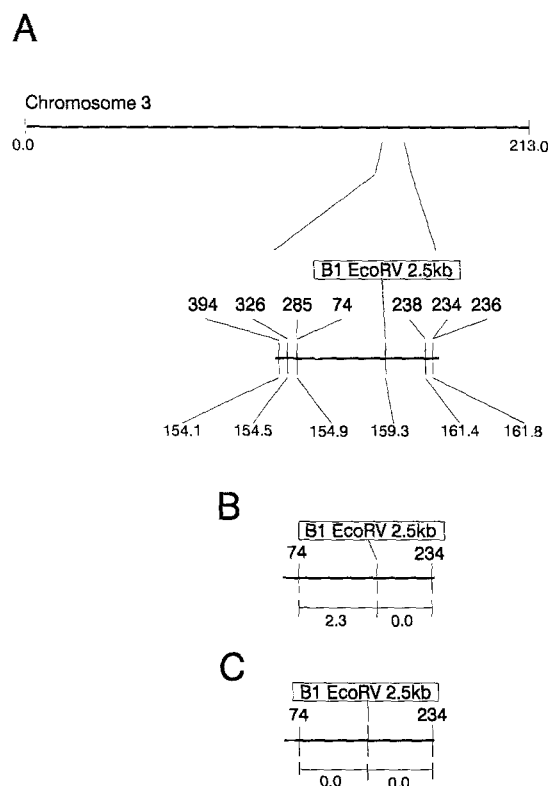 A
Chromosome 3
0.0 213.0
B1 EcoRV 2.5kb
394 326 285 74 238 234 236
154.1 154.5 154.9 159.3 161.4 161.8
B
B1 EcoRV 2.5kb
74 234
2.3 0.0
C
B1 EcoRV 2.5kb
74 234
0.0 0.0